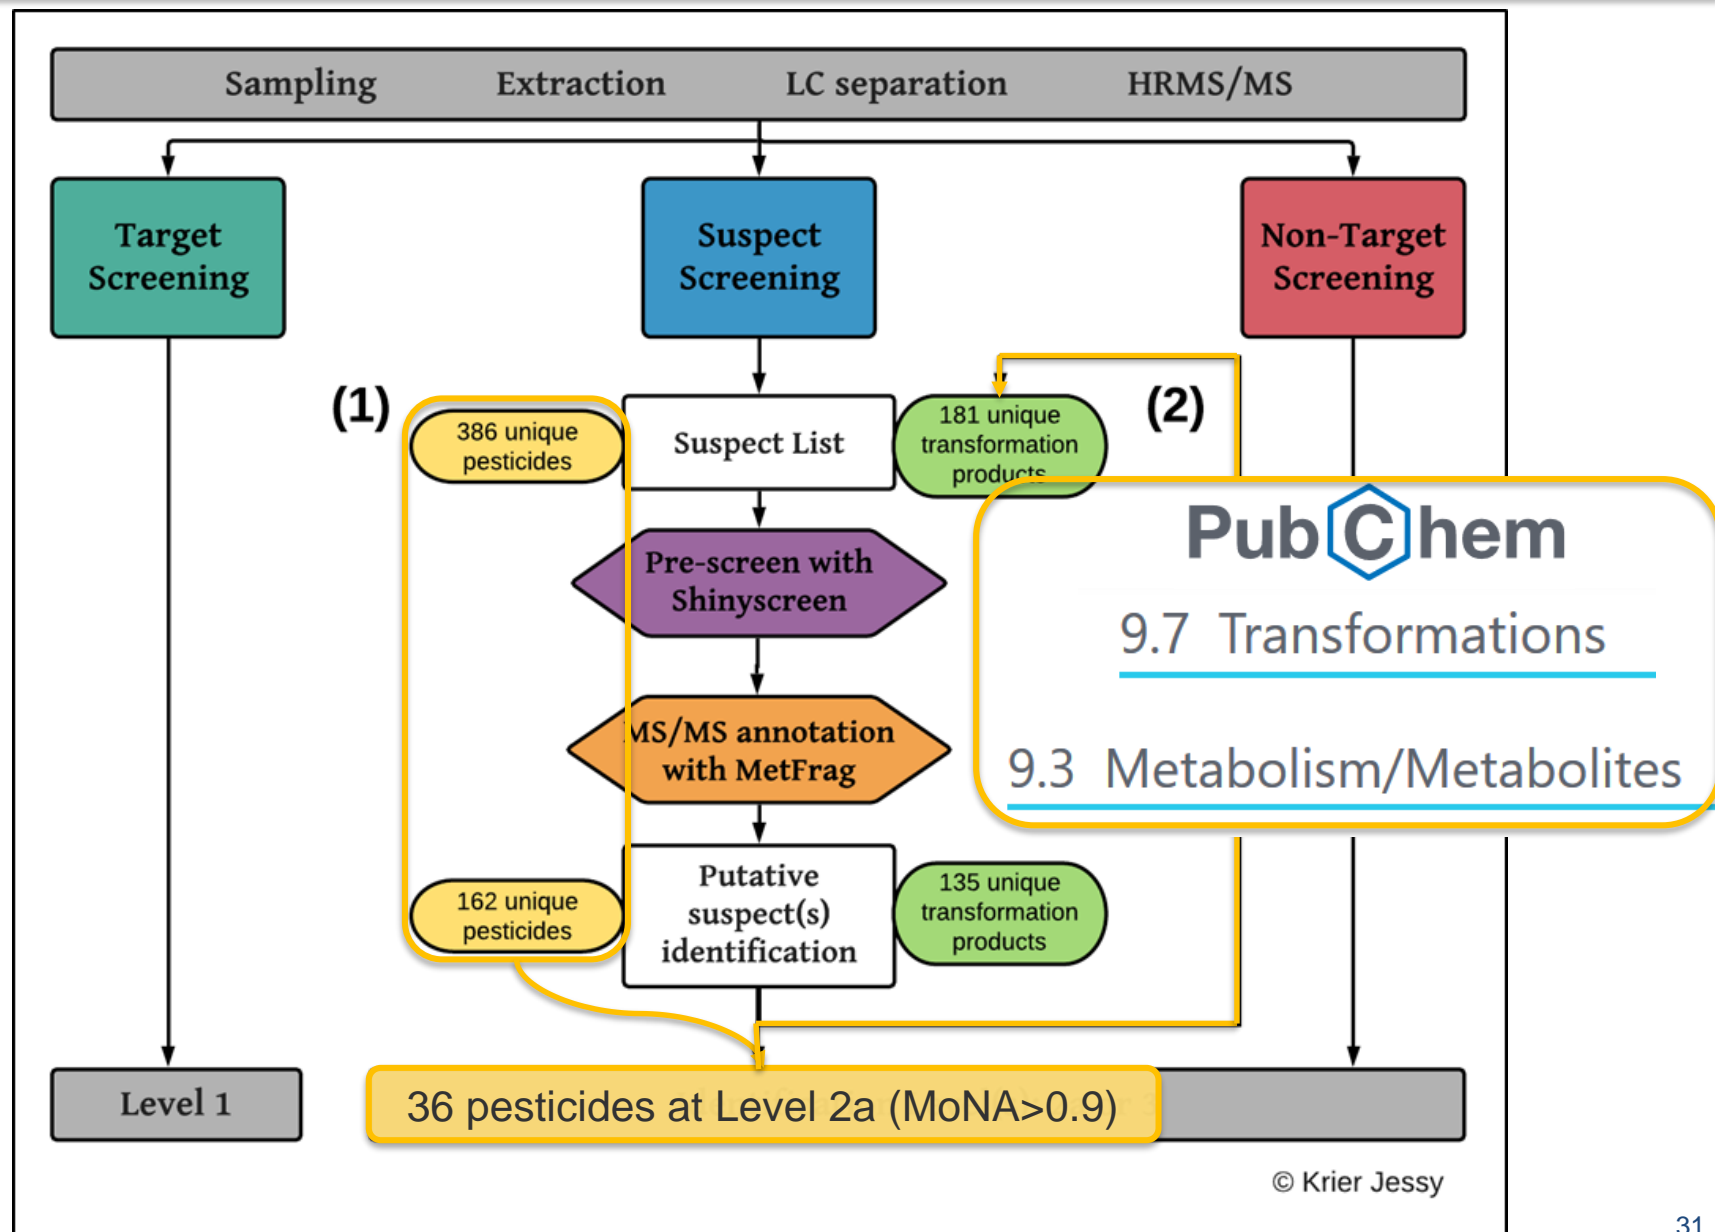 Sampling Extraction LC separation HRMS/MS
Target
Screening
Suspect
Screening
Non-Target
Screening
(1)
386 unique
pesticides
Suspect List
181 unique
transformation
products
(2)
PubChem
9.7 Transformations
9.3 Metabolism/Metabolites
Pre-screen with
Shinyscreen
MS/MS annotation
with MetFrag
162 unique
pesticides
Putative
suspect(s)
identification
135 unique
transformation
products
Level 1
36 pesticides at Level 2a (MoNA>0.9)
© Krier Jessy
31